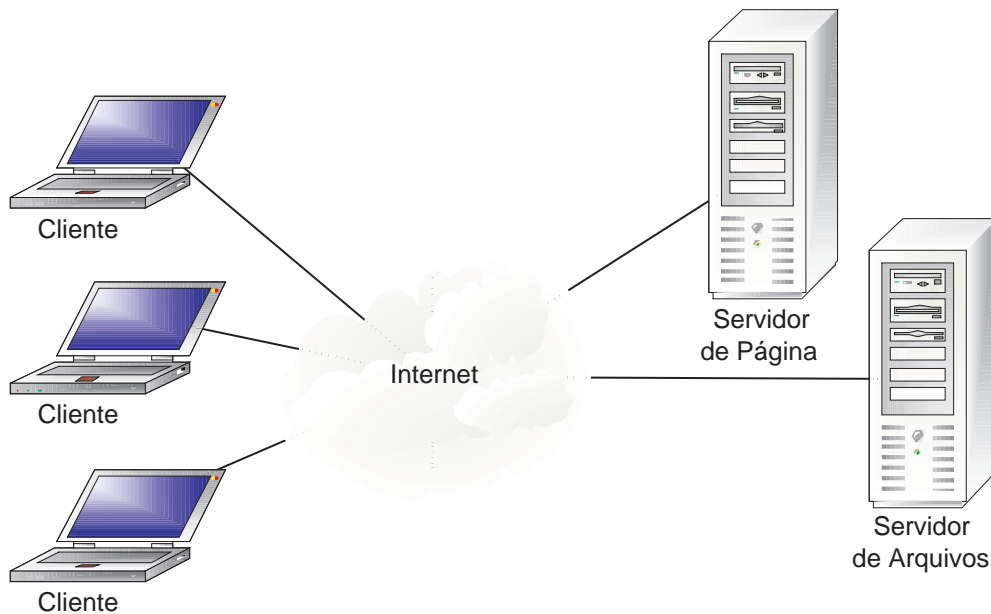 Cliente
Cliente
Cliente
Internet
Servidor
de Página
Servidor
de Arquivos